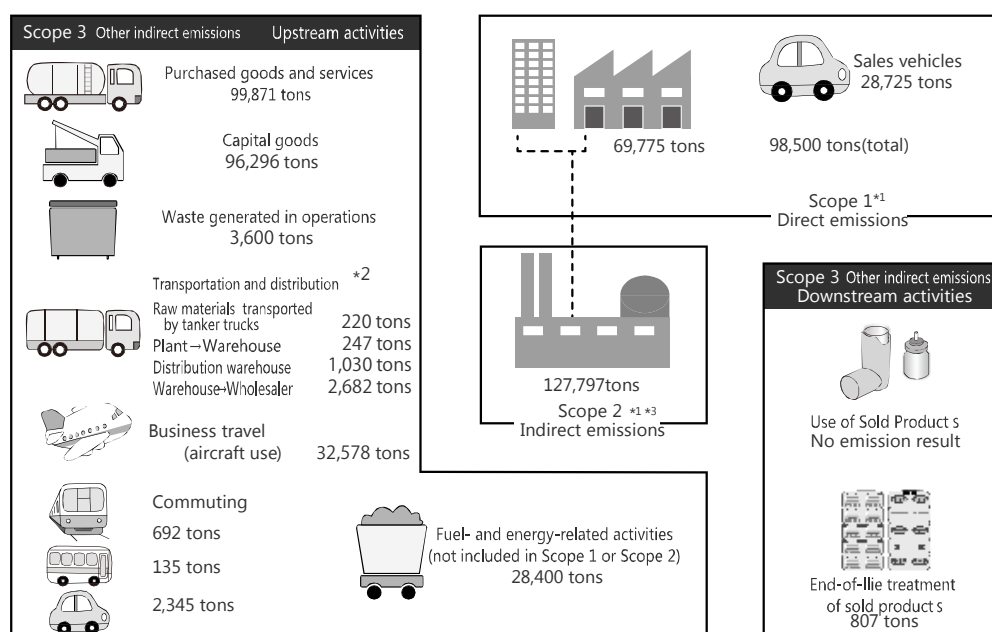 Scope 3 Other indirect emissions Upstream activities
Purchased goods and services
99,871 tons
Capital goods
96,296 tons
Waste generated in operations
3,600 tons
Transportation and distribution *2
Raw materials transported
by tanker trucks 220 tons
Plant→Warehouse 247 tons
Distribution warehouse 1,030 tons
Warehouse→Wholesaler 2,682 tons
Business travel
(aircraft use) 32,578 tons
Commuting
692 tons
135 tons
2,345 tons
Fuel- and energy-related activities
(not included in Scope 1 or Scope 2)
28,400 tons
69,775 tons
Sales vehicles
28,725 tons
98,500 tons(total)
Scope 1*1
Direct emissions
127,797tons
Scope 2 *1 *3
Indirect emissions
Scope 3 Other indirect emissions
Downstream activities
Use of Sold Product s
No emission result
End-of-llie treatment
of sold product s
807 tons